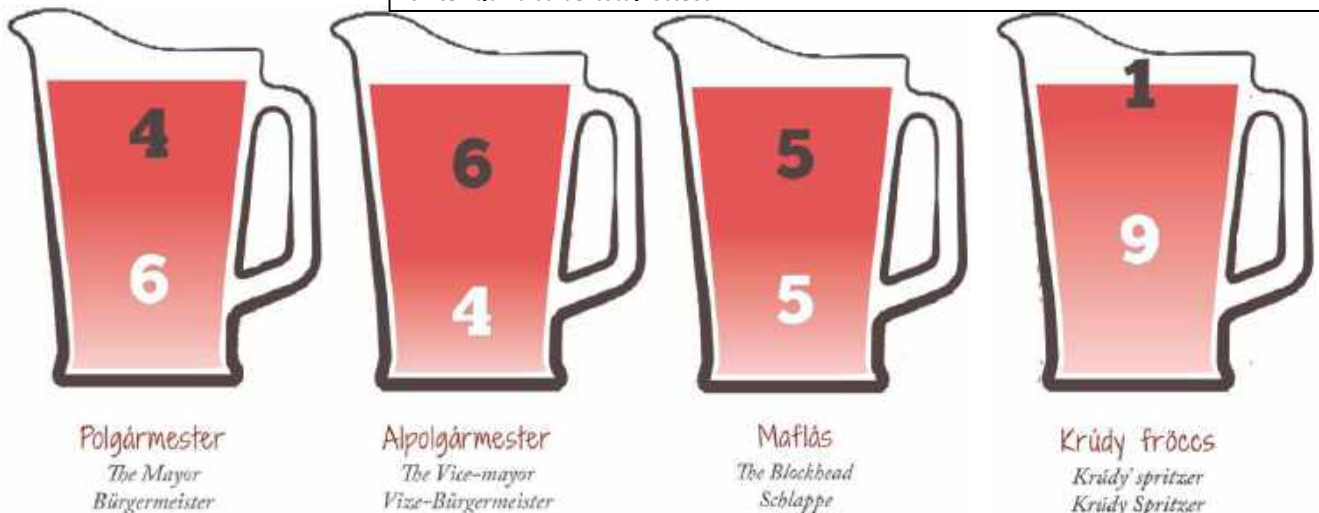 4
6
Polgármester
The Mayor
Bürgermeister
6
4
Alpolgármester
The Vice-mayor
Vize-Bürgermeister
5
5
Maflás
The Blockhead
Schlappe
1
9
Krúdy fröccs
Krúdy' spritzer
Krúdy Spritzer